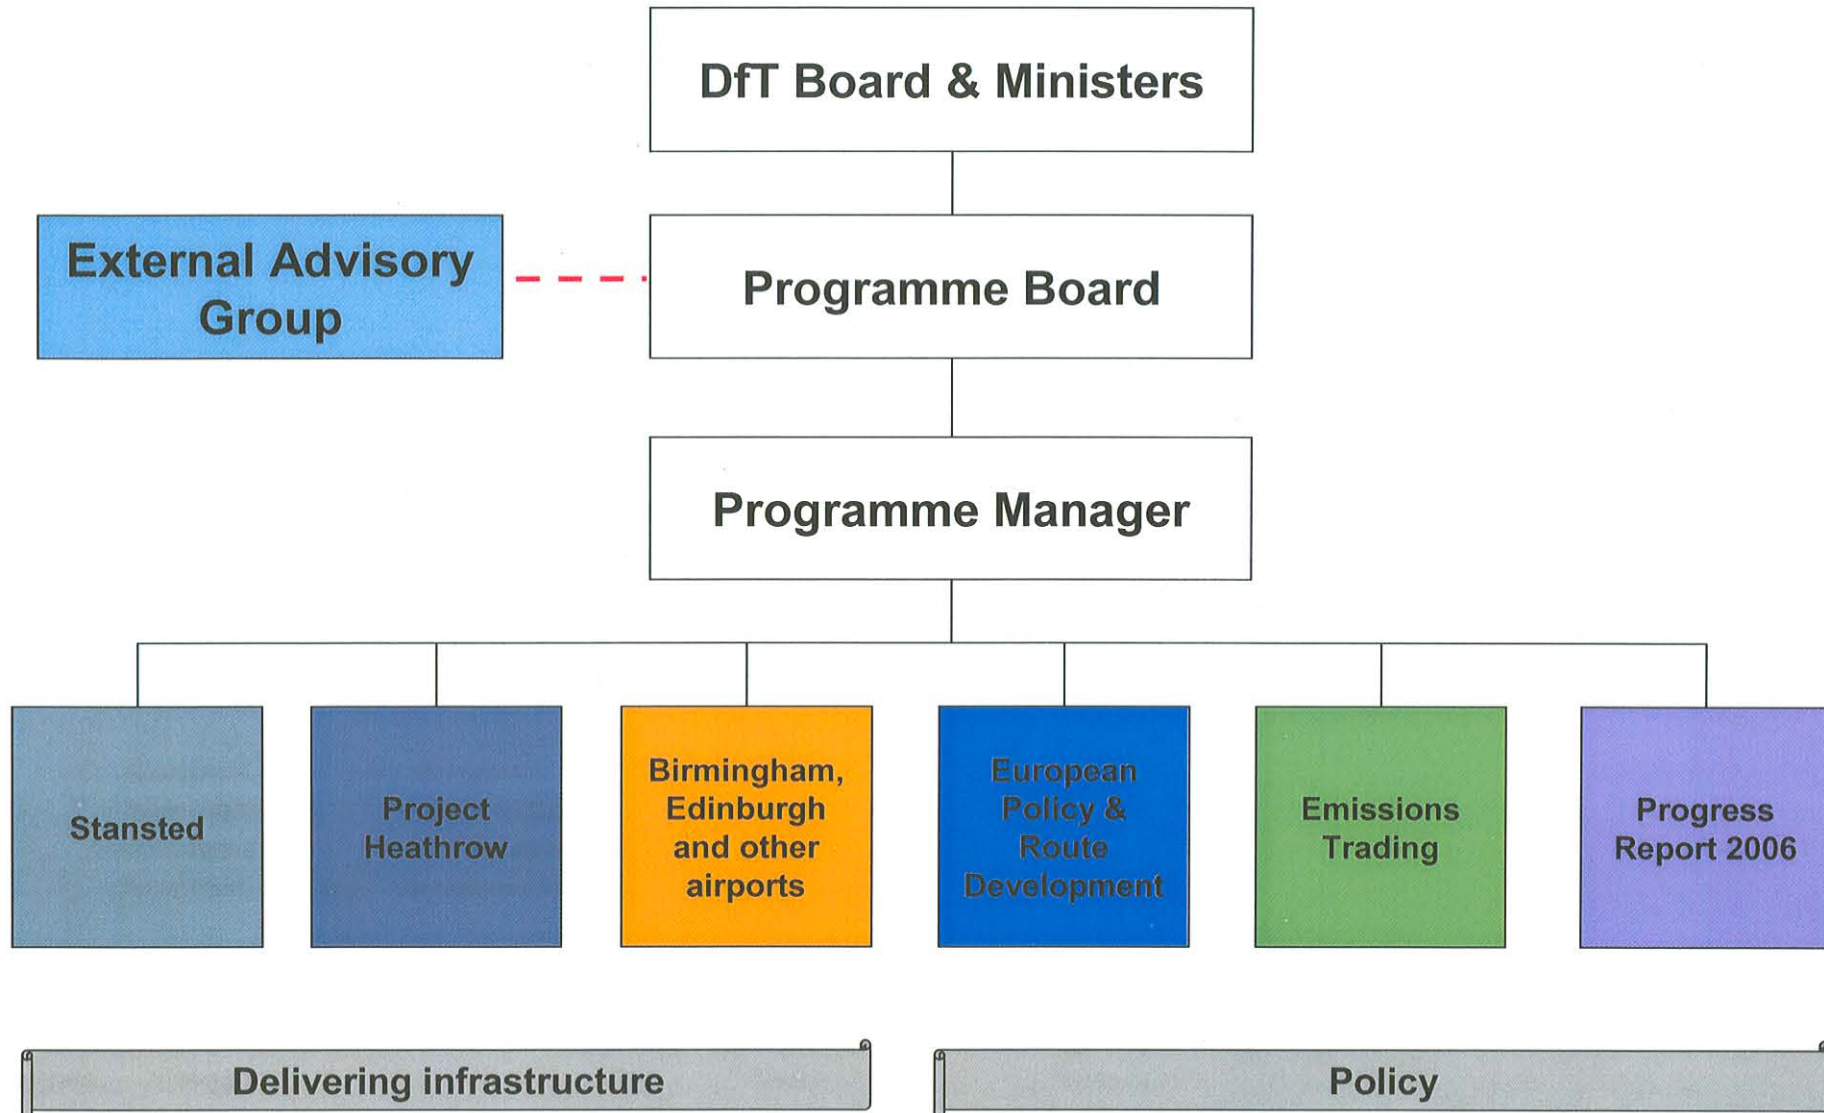 DfT Board & Ministers
External Advisory
Group
Programme Board
Programme Manager
Stansted
Project
Heathrow
Birmingham,
Edinburgh
and other
airports
European
Policy &
Route
Development
Emissions
Trading
Progress
Report 2006
Delivering infrastructure
Policy